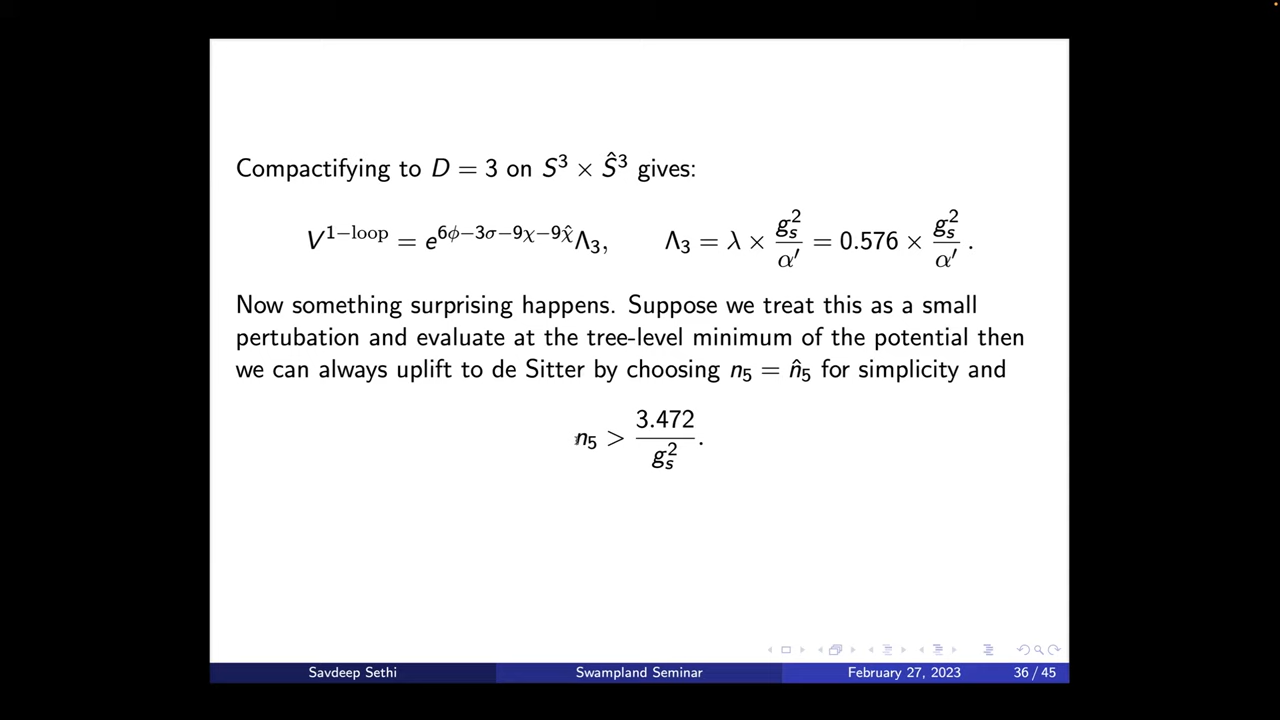 Compactifying to D = 3 on S³ × Ŝ³ gives:
V^{1−loop} = e^{6ϕ−3σ−9χ−9χ̂}Λ₃, Λ₃ = λ × g_s²/α′ = 0.576 × g_s²/α′ .
Now something surprising happens. Suppose we treat this as a small
pertubation and evaluate at the tree-level minimum of the potential then
we can always uplift to de Sitter by choosing n₅ = n̂₅ for simplicity and
n₅ > 3.472/g_s² .
Savdeep Sethi Swampland Seminar February 27, 2023 36 / 45